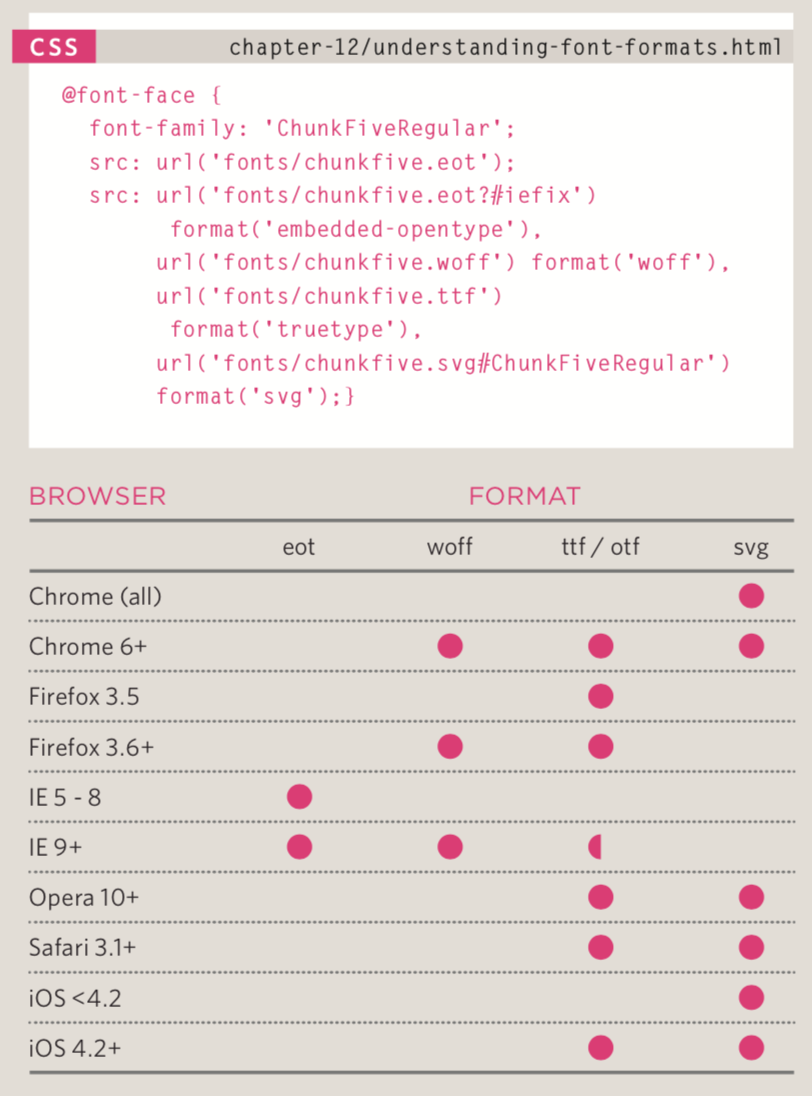 CSS
chapter-12/understanding-font-formats.html
@font-face {
font-family: 'ChunkFiveRegular';
src: url('fonts/chunkfive.eot');
src: url('fonts/chunkfive.eot?#iefix')
format('embedded-opentype'),
url('fonts/chunkfive.woff') format('woff'),
url('fonts/chunkfive.ttf')
format('truetype'),
url('fonts/chunkfive.svg#ChunkFiveRegular')
format('svg');}
BROWSER FORMAT
eot woff ttf / otf svg
Chrome (all)
Chrome 6+
Firefox 3.5
Firefox 3.6+
IE 5 - 8
IE 9+
Opera 10+
Safari 3.1+
iOS <4.2
iOS 4.2+